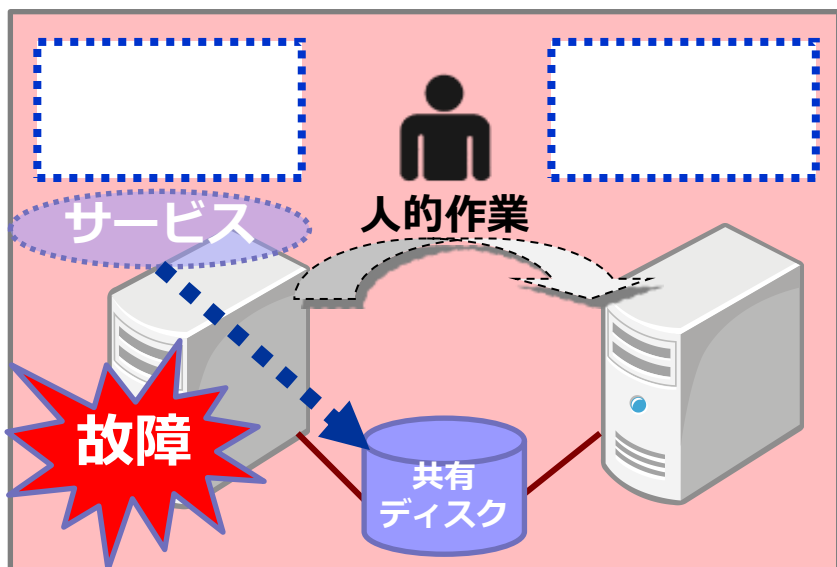 サービス
人的作業
故障
共有
ディスク